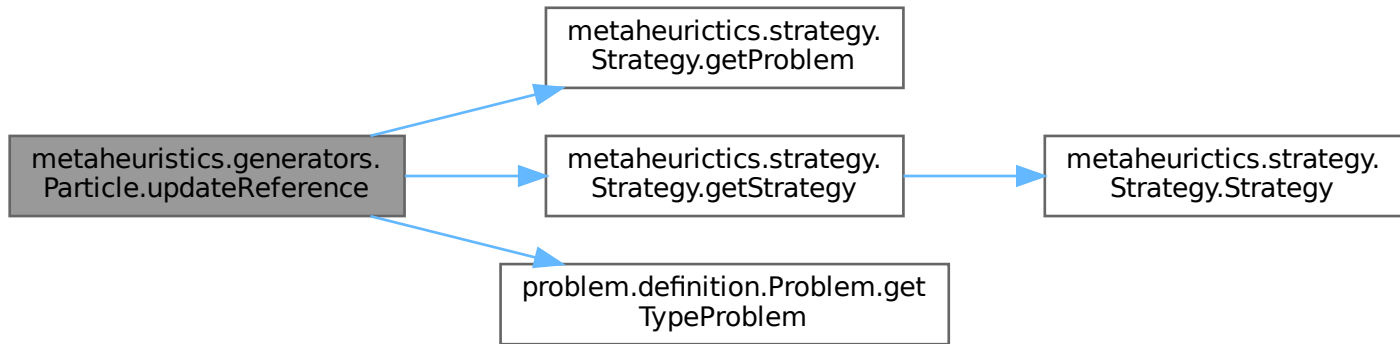 metaheurictics.strategy.
Strategy.getProblem
metaheuristics.generators.
Particle.updateReference
metaheurictics.strategy.
Strategy.getStrategy
metaheurictics.strategy.
Strategy.Strategy
problem.definition.Problem.get
TypeProblem